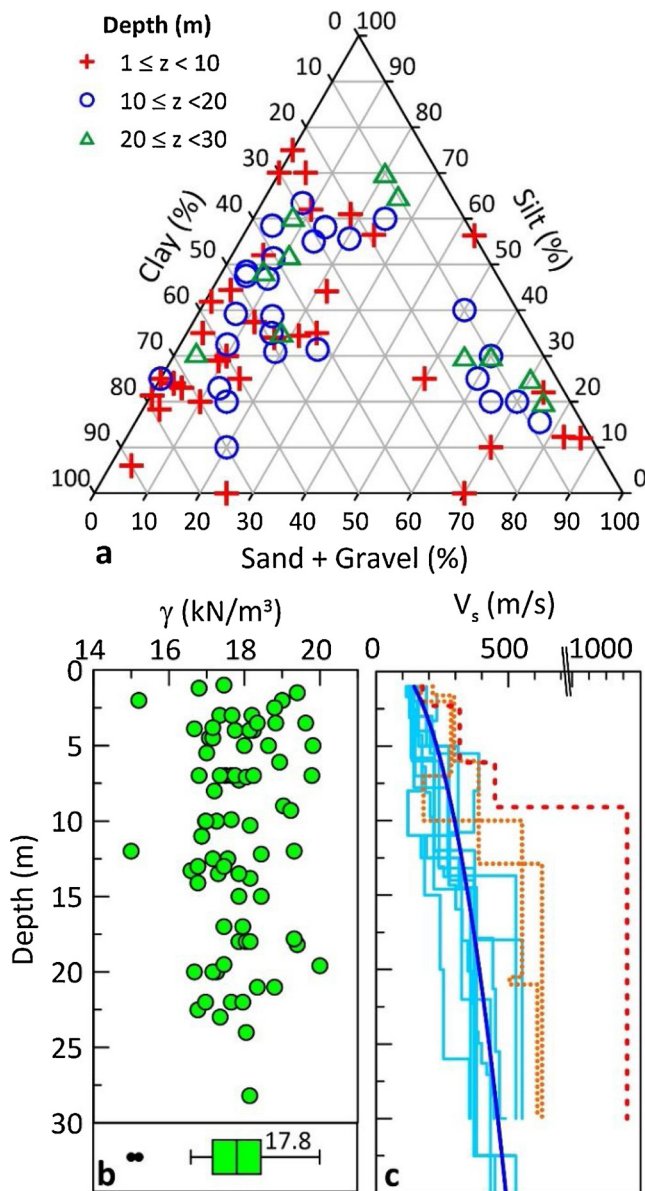 Depth (m)
1 ≤ z < 10
10 ≤ z <20
20 ≤ z <30
0 100
10 90
20 80
30 70
40 60
50 50
60 40
70 30
80 20
90 10
100 0
Clay (%)
Silt (%)
0 10 20 30 40 50 60 70 80 90 100
a Sand + Gravel (%)
γ (kN/m³)
14 16 18 20
0
5
10
15
20
25
30
Depth (m)
17.8
b
Vs (m/s)
0 500 1000
c